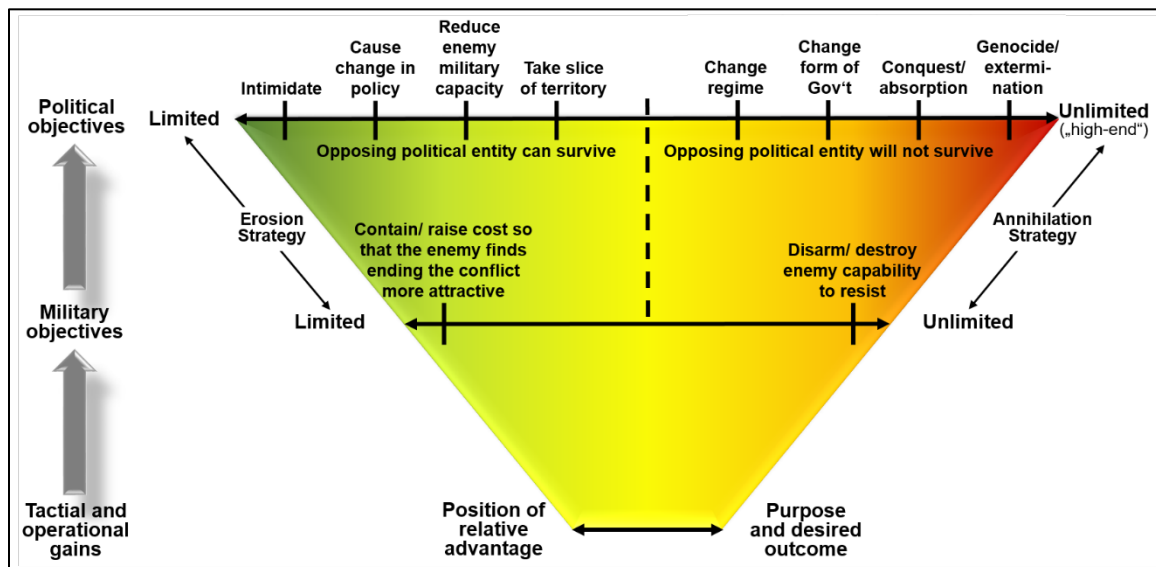 Intimidate
Cause
change in
policy
Reduce
enemy
military
capacity
Take slice
of territory
Change
regime
Change
form of
Gov‘t
Conquest/
absorption
Genocide/
extermi-
nation
Political
objectives
Limited
Unlimited
(„high-end“)
Opposing political entity can survive
Opposing political entity will not survive
Erosion
Strategy
Contain/ raise cost so
that the enemy finds
ending the conflict
more attractive
Disarm/ destroy
enemy capability
to resist
Annihilation
Strategy
Military
objectives
Limited
Unlimited
Tactial and
operational
gains
Position of
relative
advantage
Purpose
and desired
outcome